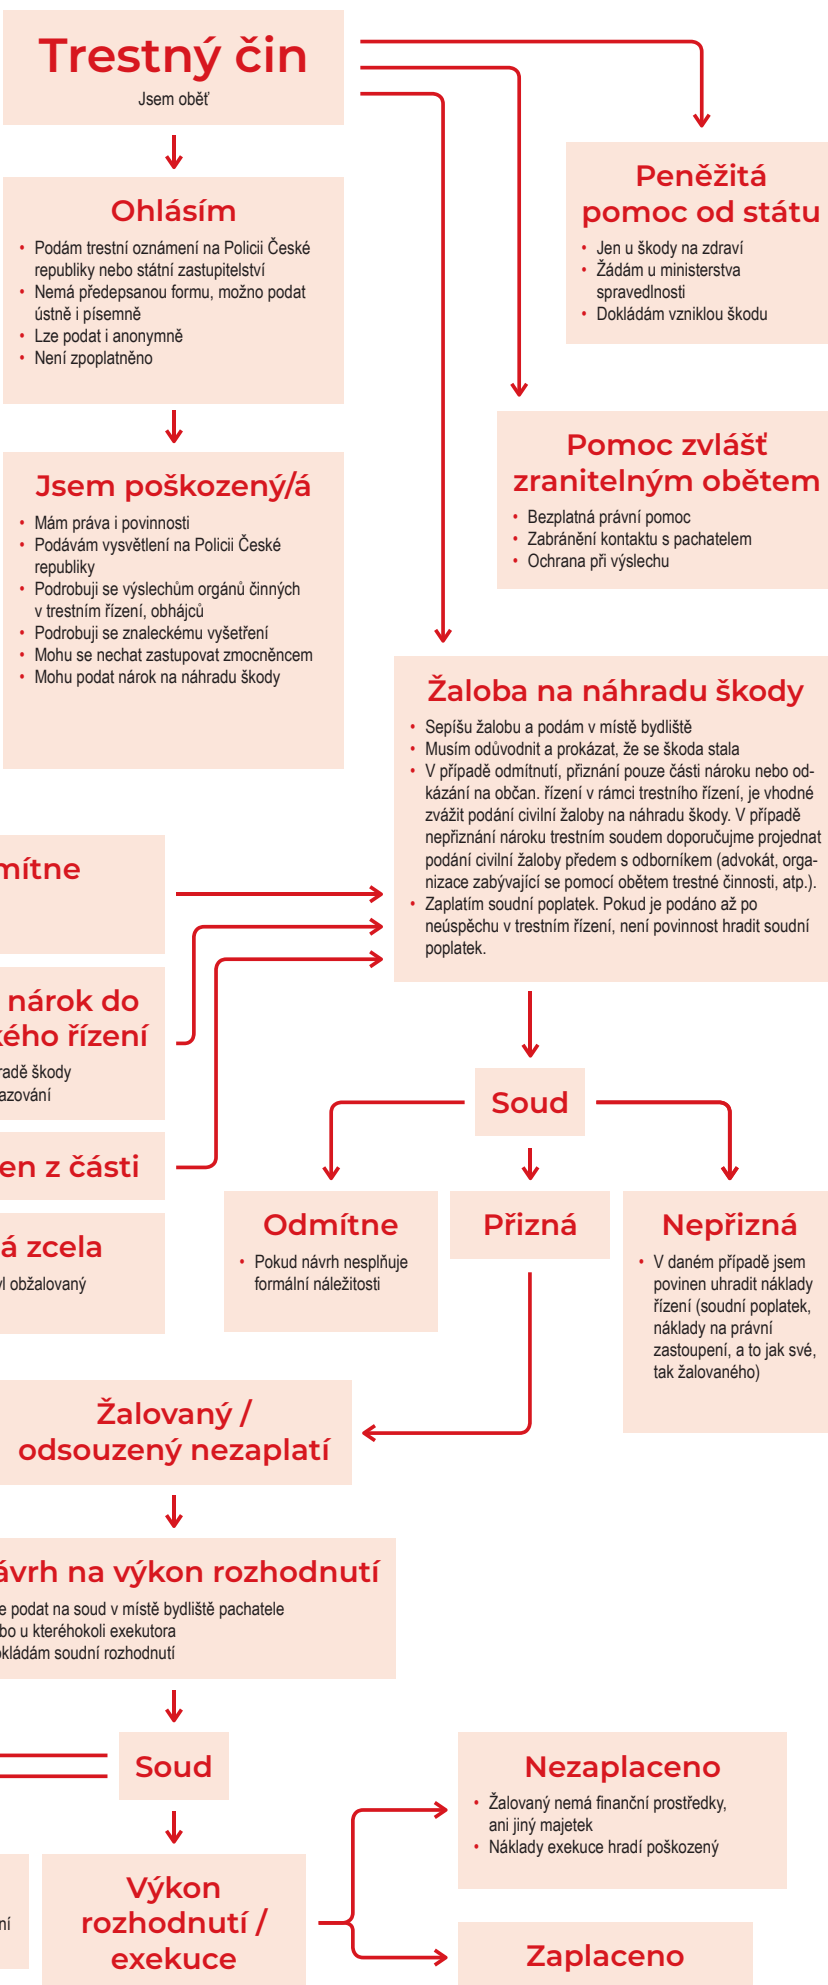 Trestný čin
Jsem oběť
Ohlásím
• Podám trestní oznámení na Policii České
republiky nebo státní zastupitelství
• Nemá předepsanou formu, možno podat
ústně i písemně
• Lze podat i anonymně
• Není zpoplatněno
Peněžitá
pomoc od státu
• Jen u škody na zdraví
• Žádám u ministerstva
spravedlnosti
• Dokládám vzniklou škodu
Pomoc zvlášť
zranitelným obětem
• Bezplatná právní pomoc
• Zabránění kontaktu s pachatelem
• Ochrana při výslechu
Jsem poškozený/á
• Mám práva i povinnosti
• Podávám vysvětlení na Policii České
republiky
• Podrobuji se výslechům orgánů činných
v trestním řízení, obhájců
• Podrobuji se znaleckému vyšetření
• Mohu se nechat zastupovat zmocněncem
• Mohu podat nárok na náhradu škody
Žaloba na náhradu škody
• Sepíšu žalobu a podám v místě bydliště
• Musím odůvodnit a prokázat, že se škoda stala
• V případě odmítnutí, přiznání pouze části nároku nebo od-
kázání na občan. řízení v rámci trestního řízení, je vhodné
zvážit podání civilní žaloby na náhradu škody. V případě
nepřiznání nároku trestním soudem doporučujme projednat
podání civilní žaloby předem s odborníkem (advokát, orga-
nizace zabývající se pomocí obětem trestné činnosti, atp.).
• Zaplatím soudní poplatek. Pokud je podáno až po
neúspěchu v trestním řízení, není povinnost hradit soudní
poplatek.
mítne
nárok do
kého řízení
radě škody
azování
en z části
á zcela
yl obžalovaný
Soud
Odmítne
• Pokud návrh nesplňuje
formální náležitosti
Přizná
Nepřizná
• V daném případě jsem
povinen uhradit náklady
řízení (soudní poplatek,
náklady na právní
zastoupení, a to jak své,
tak žalovaného)
Žalovaný /
odsouzený nezaplatí
ávrh na výkon rozhodnutí
e podat na soud v místě bydliště pachatele
bo u kteréhokoli exekutora
okládám soudní rozhodnutí
Soud
ní
Výkon
rozhodnutí /
exekuce
Nezaplaceno
• Žalovaný nemá finanční prostředky,
ani jiný majetek
• Náklady exekuce hradí poškozený
Zaplaceno